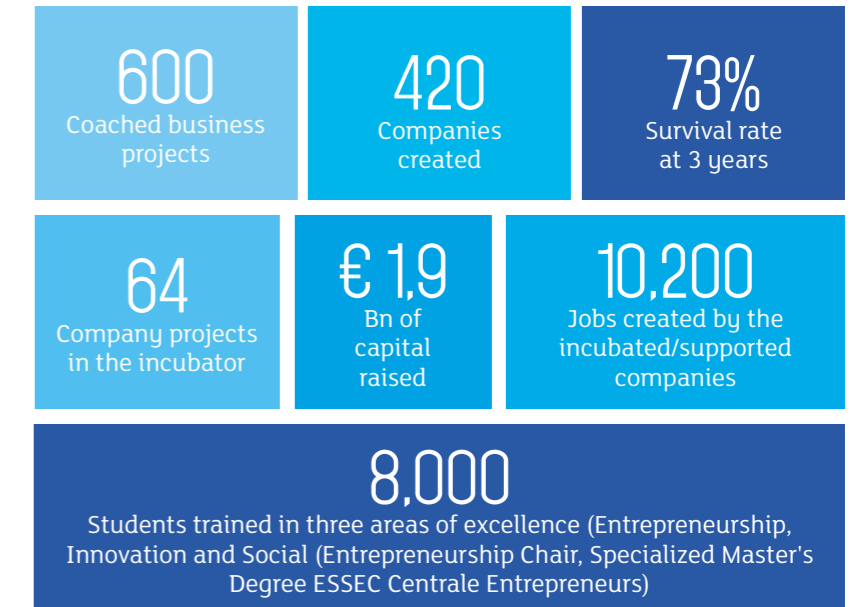 600
Coached business
projects
420
Companies
created
73%
Survival rate
at 3 years
64
Company projects
in the incubator
€ 1,9
Bn of
capital
raised
10,200
Jobs created by the
incubated/supported
companies
8,000
Students trained in three areas of excellence (Entrepreneurship,
Innovation and Social (Entrepreneurship Chair, Specialized Master's
Degree ESSEC Centrale Entrepreneurs)